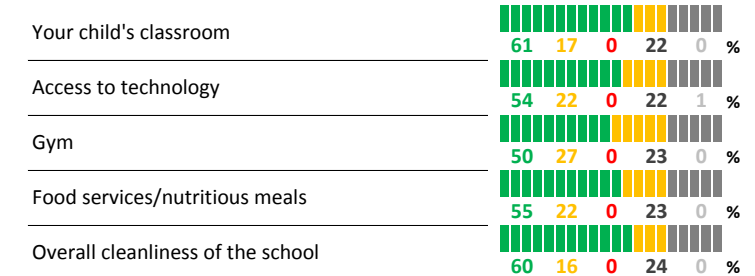 Your child's classroom
61 17 0 22 0 %
Access to technology
54 22 0 22 1 %
Gym
50 27 0 23 0 %
Food services/nutritious meals
55 22 0 23 0 %
Overall cleanliness of the school
60 16 0 24 0 %